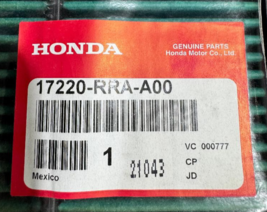 HONDA
GENUINE PARTS
Honda Motor Co., Ltd.
17220-RRA-A00
1
21043
VC 000777
CP
JD
Mexico